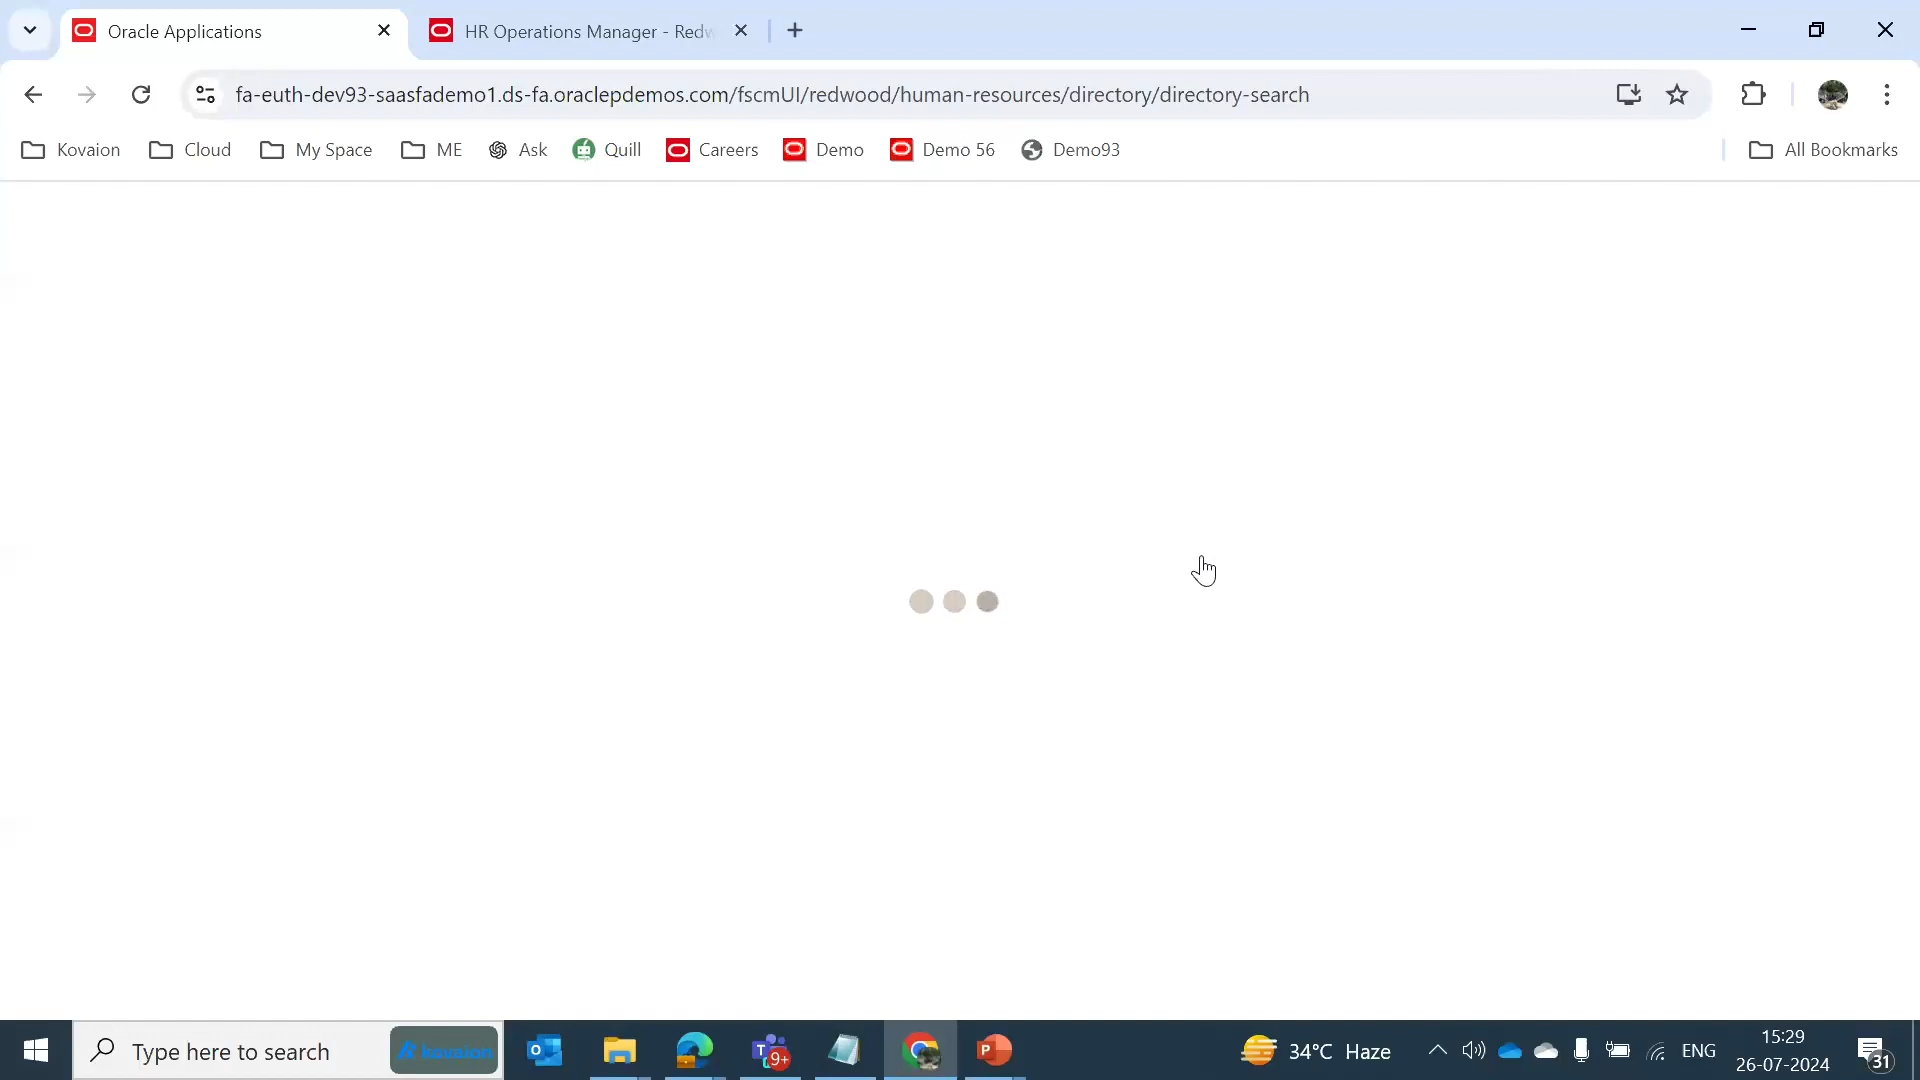 Oracle Applications
HR Operations Manager - Redw
fa-euth-dev93-saasfademo1.ds-fa.oraclepdemos.com/fscmUI/redwood/human-resources/directory/directory-search
Kovaion Cloud My Space ME Ask Quill Careers Demo Demo 56 Demo93 All Bookmarks
Type here to search kovaion 9+ 34°C Haze ENG 15:29
26-07-2024 31